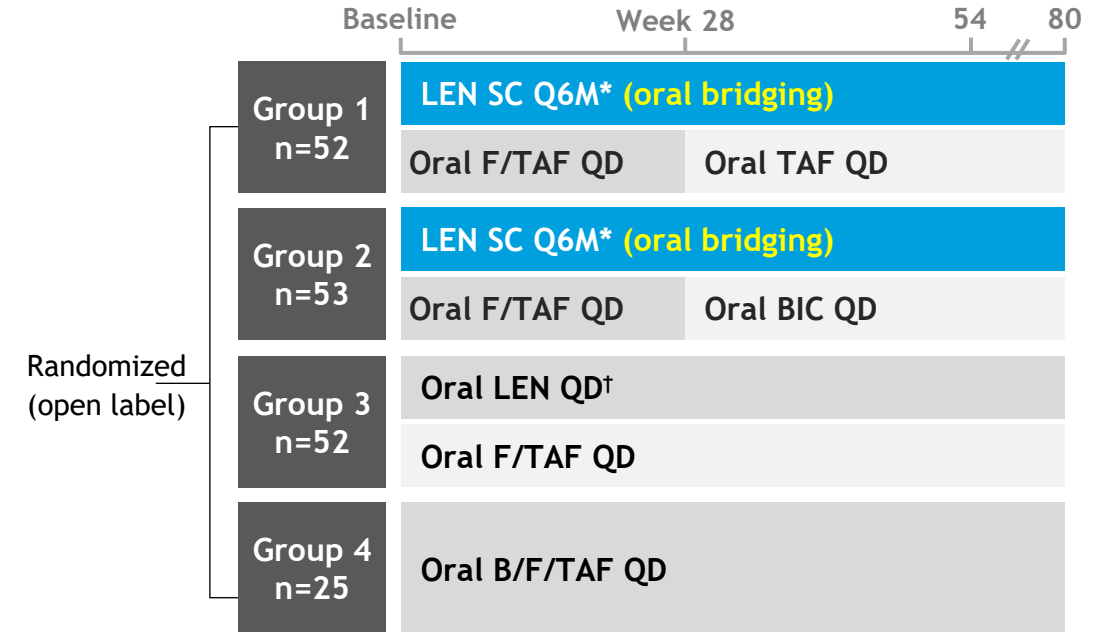 Baseline
Week 28
54
80
Group 1
n=52
LEN SC Q6M* (oral bridging)
Oral F/TAF QD
Oral TAF QD
Group 2
n=53
LEN SC Q6M* (oral bridging)
Oral F/TAF QD
Oral BIC QD
Randomized
(open label)
Group 3
n=52
Oral LEN QD†
Oral F/TAF QD
Group 4
n=25
Oral B/F/TAF QD